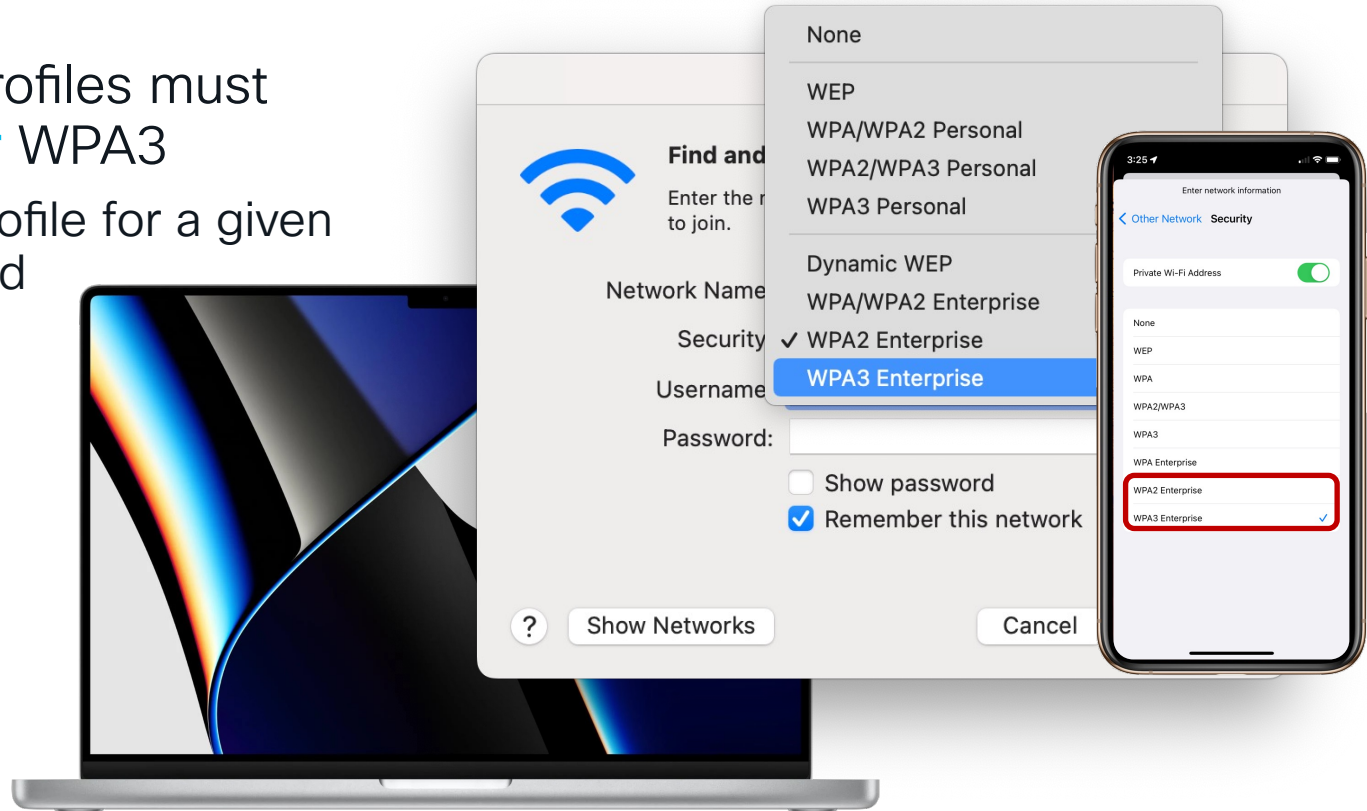 rofiles must
WPA3
ofile for a given
d
None
WEP
WPA/WPA2 Personal
WPA2/WPA3 Personal
WPA3 Personal
Dynamic WEP
WPA/WPA2 Enterprise
✓ WPA2 Enterprise
WPA3 Enterprise
Find and
Enter the
to join.
Network Name
Security
Username
Password:
Show password
Remember this network
?
Show Networks
Cancel
3:25
Enter network information
Other Network Security
Private Wi-Fi Address
None
WEP
WPA
WPA2/WPA3
WPA3
WPA Enterprise
WPA2 Enterprise
WPA3 Enterprise ✓